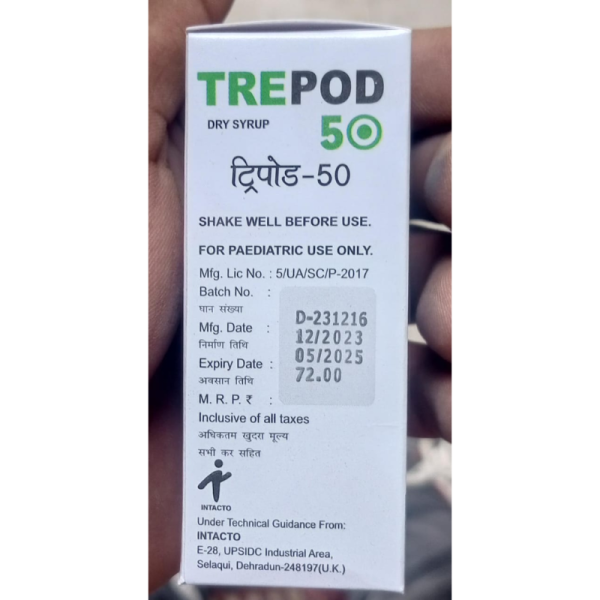 TREPOD
DRY SYRUP
50
ट्रिपोड-50
SHAKE WELL BEFORE USE.
FOR PAEDIATRIC USE ONLY.
Mfg. Lic No. : 5/UA/SC/P-2017
Batch No. :
घान संख्या
D-231216
Mfg. Date :
12/2023
निर्माण तिथि
Expiry Date :
05/2025
अवसान तिथि
72.00
M. R. P. ₹ :
Inclusive of all taxes
अधिकतम खुदरा मूल्य
सभी कर सहित
INTACTO
Under Technical Guidance From:
INTACTO
E-28, UPSIDC Industrial Area,
Selaqui, Dehradun-248197(U.K.)